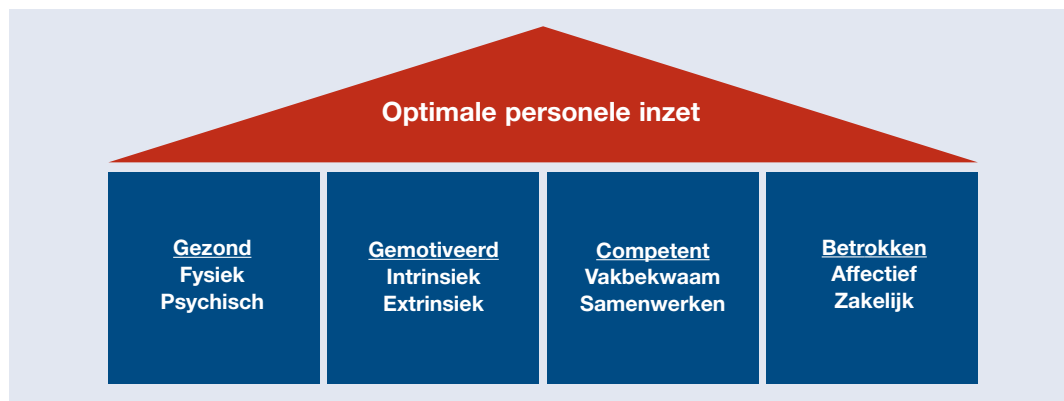 Optimale personele inzet
Gezond
Fysiek
Psychisch
Gemotiveerd
Intrinsiek
Extrinsiek
Competent
Vakbekwaam
Samenwerken
Betrokken
Affectief
Zakelijk